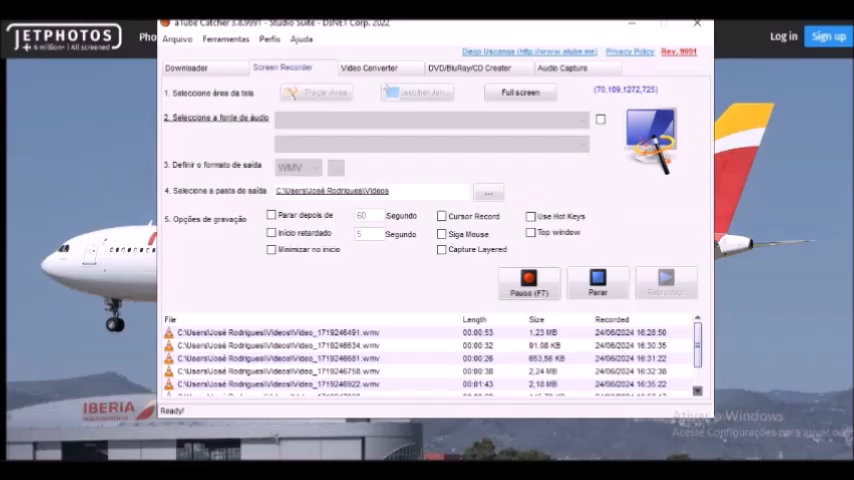 aTube Catcher 3.8.9991 - Studio Suite - DsNET Corp. 2022
JETPHOTOS
6 million+ | All screened
Pho
Log in
Sign up
Arquivo Ferramentas Perfis Ajuda
Diego Uscanga (http://www.atube.me) Privacy Policy Rev. 9991
Downloader Screen Recorder Video Converter DVD/BluRay/CD Creator Audio Capture
1. Seleccione área da tela
Traçar Area
Full screen
(70,109,1272,725)
2. Seleccione a fonte de áudio
3. Definir o formato de saída WMV
4. Selecione a pasta de saída C:\Users\José Rodrigues\Videos ...
5. Opções de gravação
Parar depois de 60 Segundo Cursor Record Use Hot Keys
Início retardado 5 Segundo Siga Mouse Top window
Minimizar no início Capture Layered
Pause (F7) Parar Reproduzir
File Length Size Recorded
C:\Users\José Rodrigues\Videos\Video_1719246491.wmv 00:00:53 1,23 MB 24/06/2024 16:28:50
C:\Users\José Rodrigues\Videos\Video_1719246634.wmv 00:00:32 91,08 KB 24/06/2024 16:30:35
C:\Users\José Rodrigues\Videos\Video_1719246681.wmv 00:00:26 653,56 KB 24/06/2024 16:31:22
C:\Users\José Rodrigues\Videos\Video_1719246758.wmv 00:00:38 2,24 MB 24/06/2024 16:32:38
C:\Users\José Rodrigues\Videos\Video_1719246922.wmv 00:01:43 2,18 MB 24/06/2024 16:35:22
Ready!
IBERIA
Ativar o Windows
Acesse Configurações para ativar o